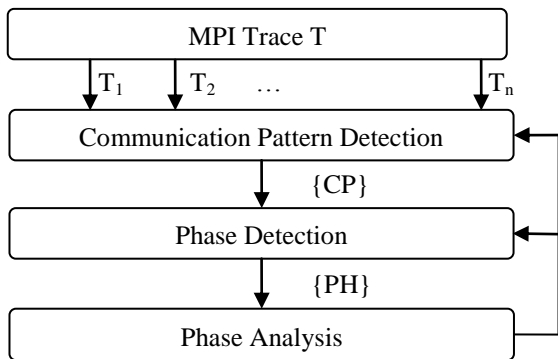 MPI Trace T
T₁ T₂ … Tₙ
Communication Pattern Detection
{CP}
Phase Detection
{PH}
Phase Analysis